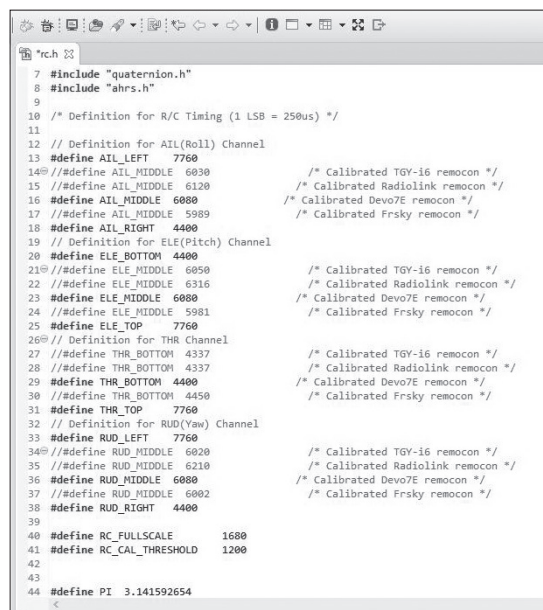 *rc.h
7 #include "quaternion.h"
8 #include "ahrs.h"
9
10 /* Definition for R/C Timing (1 LSB = 250us) */
11
12 // Definition for AIL(Roll) Channel
13 #define AIL_LEFT 7760
14 //#define AIL_MIDDLE 6030 /* Calibrated TGY-i6 remocon */
15 //#define AIL_MIDDLE 6120 /* Calibrated Radiolink remocon */
16 #define AIL_MIDDLE 6080 /* Calibrated Devo7E remocon */
17 //#define AIL_MIDDLE 5989 /* Calibrated Frsky remocon */
18 #define AIL_RIGHT 4400
19 // Definition for ELE(Pitch) Channel
20 #define ELE_BOTTOM 4400
21 //#define ELE_MIDDLE 6050 /* Calibrated TGY-i6 remocon */
22 //#define ELE_MIDDLE 6316 /* Calibrated Radiolink remocon */
23 #define ELE_MIDDLE 6080 /* Calibrated Devo7E remocon */
24 //#define ELE_MIDDLE 5981 /* Calibrated Frsky remocon */
25 #define ELE_TOP 7760
26 // Definition for THR Channel
27 //#define THR_BOTTOM 4337 /* Calibrated TGY-i6 remocon */
28 //#define THR_BOTTOM 4337 /* Calibrated Radiolink remocon */
29 #define THR_BOTTOM 4400 /* Calibrated Devo7E remocon */
30 //#define THR_BOTTOM 4450 /* Calibrated Frsky remocon */
31 #define THR_TOP 7760
32 // Definition for RUD(Yaw) Channel
33 #define RUD_LEFT 7760
34 //#define RUD_MIDDLE 6020 /* Calibrated TGY-i6 remocon */
35 //#define RUD_MIDDLE 6210 /* Calibrated Radiolink remocon */
36 #define RUD_MIDDLE 6080 /* Calibrated Devo7E remocon */
37 //#define RUD_MIDDLE 6002 /* Calibrated Frsky remocon */
38 #define RUD_RIGHT 4400
39
40 #define RC_FULLSCALE 1680
41 #define RC_CAL_THRESHOLD 1200
42
43
44 #define PI 3.141592654